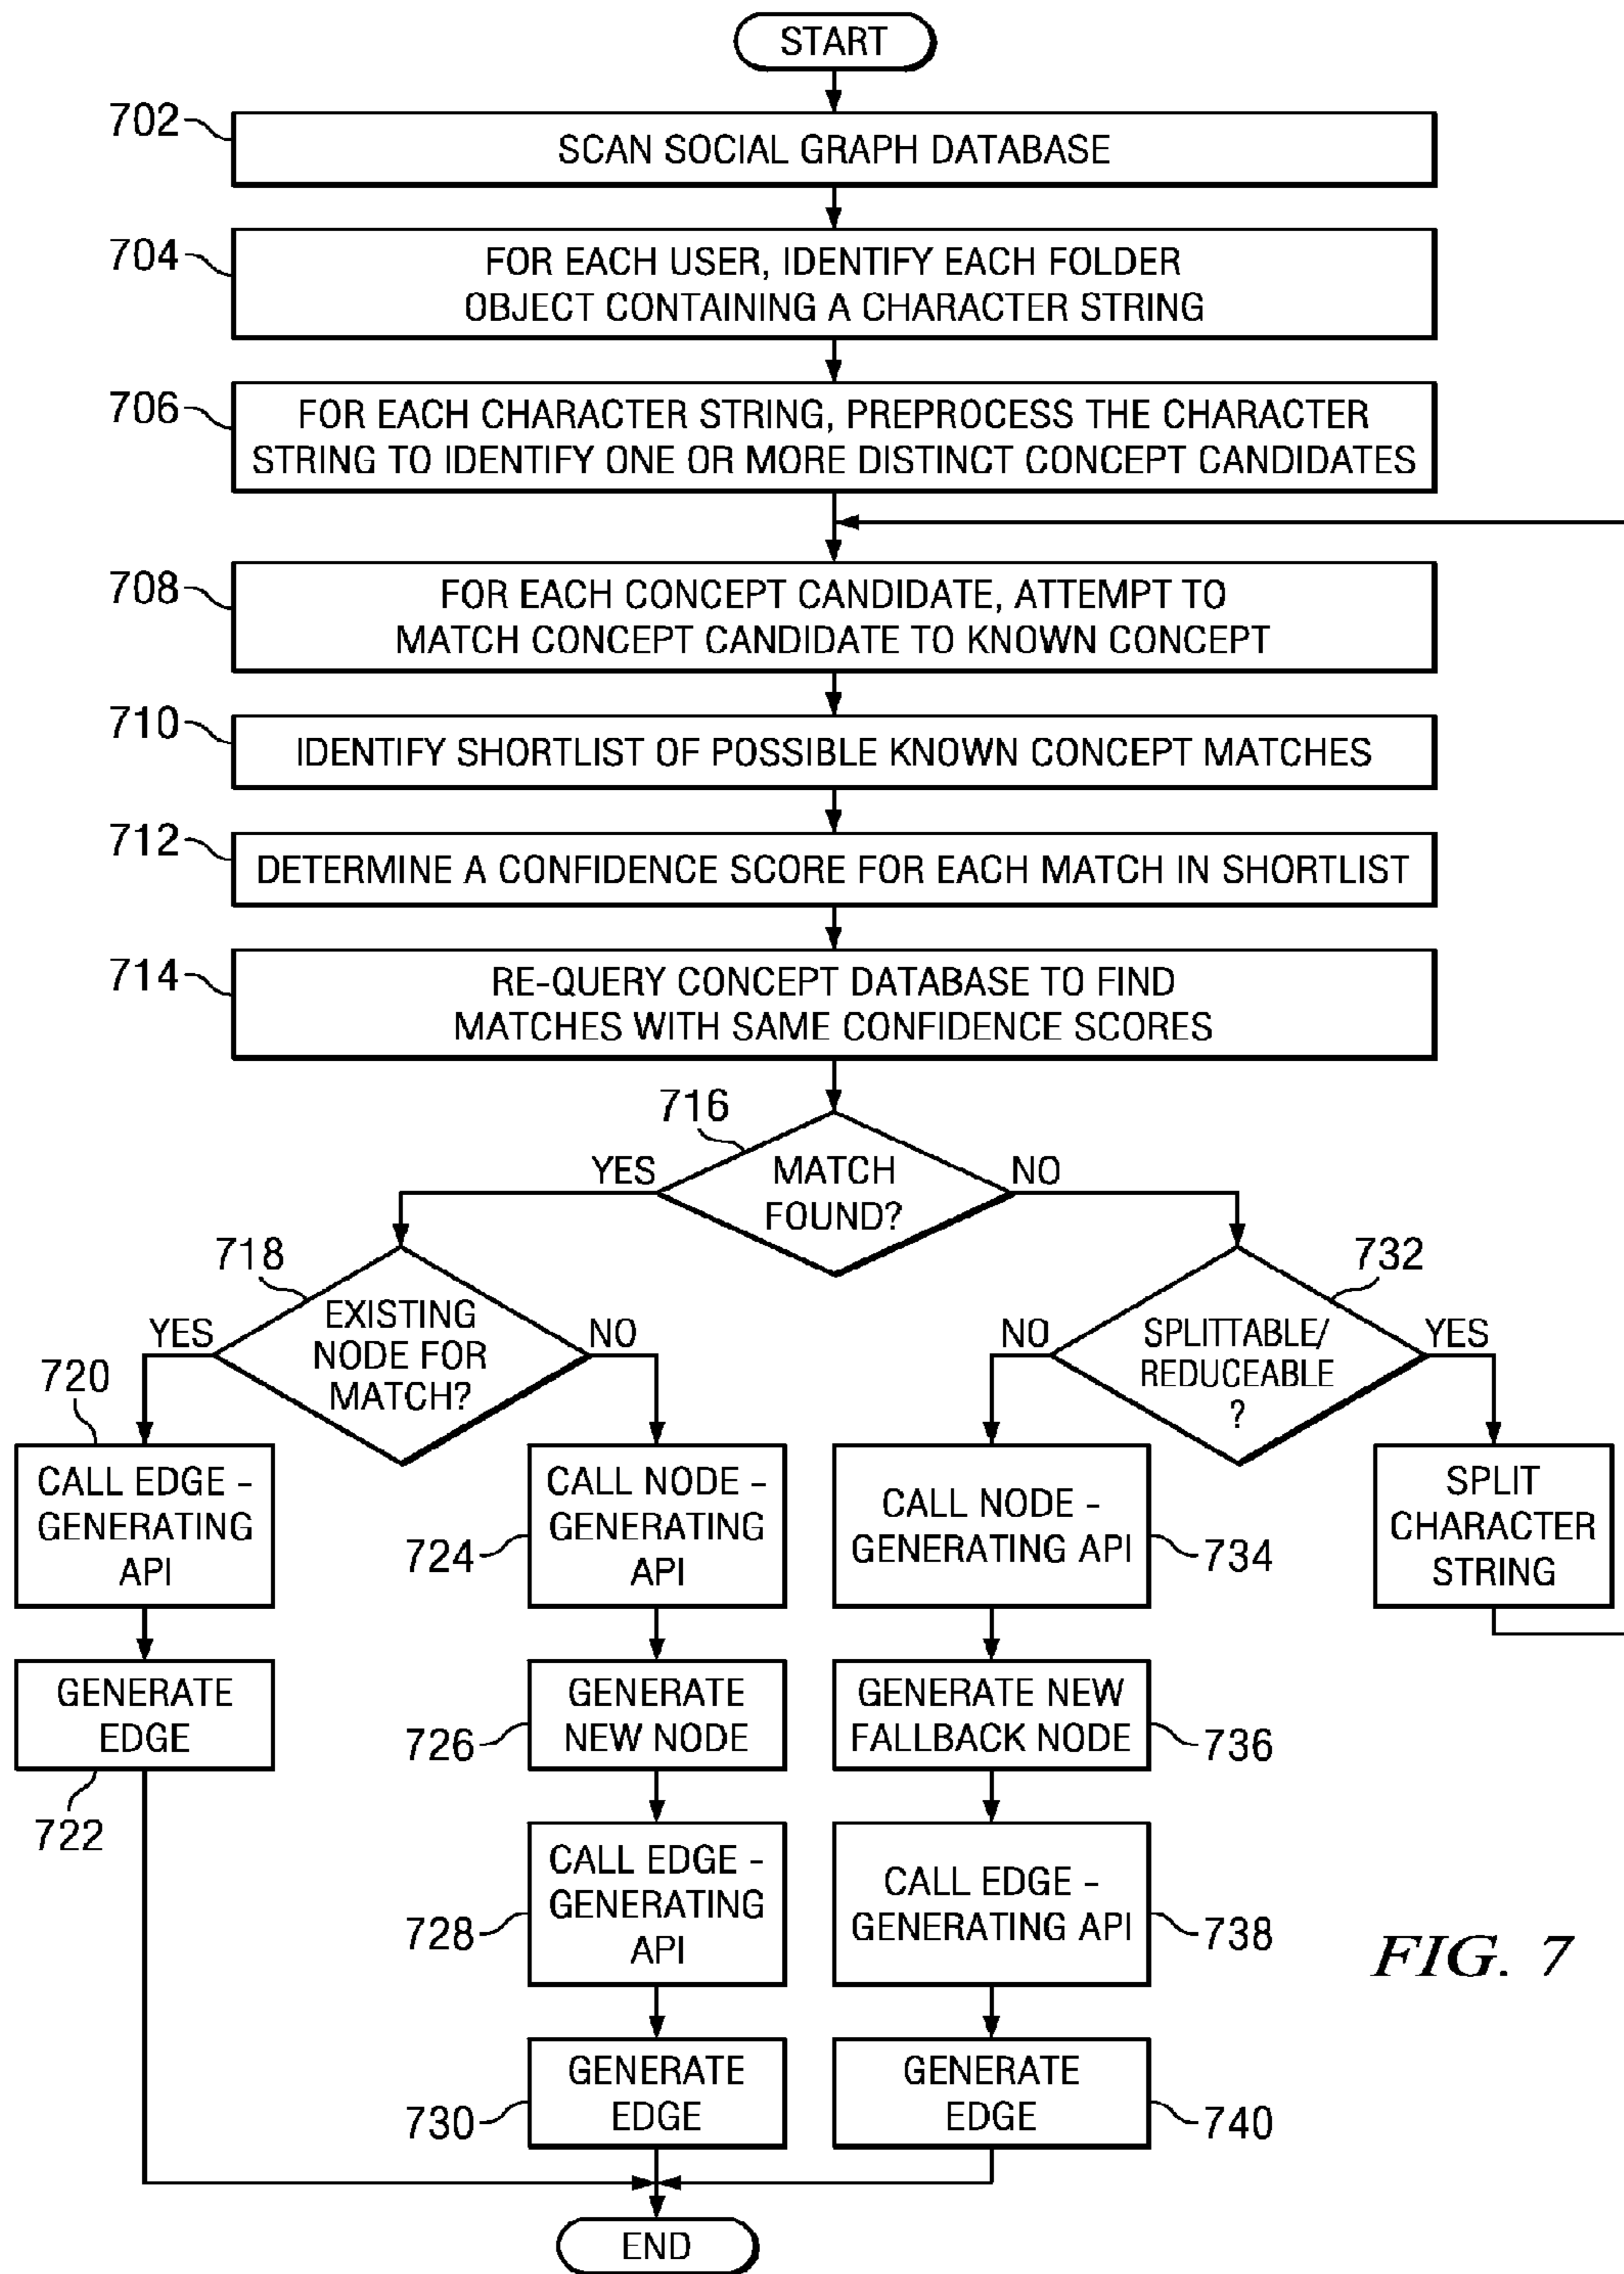 START
702
SCAN SOCIAL GRAPH DATABASE
704
FOR EACH USER, IDENTIFY EACH FOLDER
OBJECT CONTAINING A CHARACTER STRING
706
FOR EACH CHARACTER STRING, PREPROCESS THE CHARACTER
STRING TO IDENTIFY ONE OR MORE DISTINCT CONCEPT CANDIDATES
708
FOR EACH CONCEPT CANDIDATE, ATTEMPT TO
MATCH CONCEPT CANDIDATE TO KNOWN CONCEPT
710
IDENTIFY SHORTLIST OF POSSIBLE KNOWN CONCEPT MATCHES
712
DETERMINE A CONFIDENCE SCORE FOR EACH MATCH IN SHORTLIST
714
RE-QUERY CONCEPT DATABASE TO FIND
MATCHES WITH SAME CONFIDENCE SCORES
716
YES
MATCH
FOUND?
NO
718
YES
EXISTING
NODE FOR
MATCH?
NO
732
NO
SPLITTABLE/
REDUCEABLE
?
YES
720
CALL EDGE -
GENERATING
API
724
CALL NODE -
GENERATING
API
CALL NODE -
GENERATING API
734
SPLIT
CHARACTER
STRING
GENERATE
EDGE
722
726
GENERATE
NEW NODE
GENERATE NEW
FALLBACK NODE
736
728
CALL EDGE -
GENERATING
API
CALL EDGE -
GENERATING API
738
730
GENERATE
EDGE
GENERATE
EDGE
740
END
FIG. 7